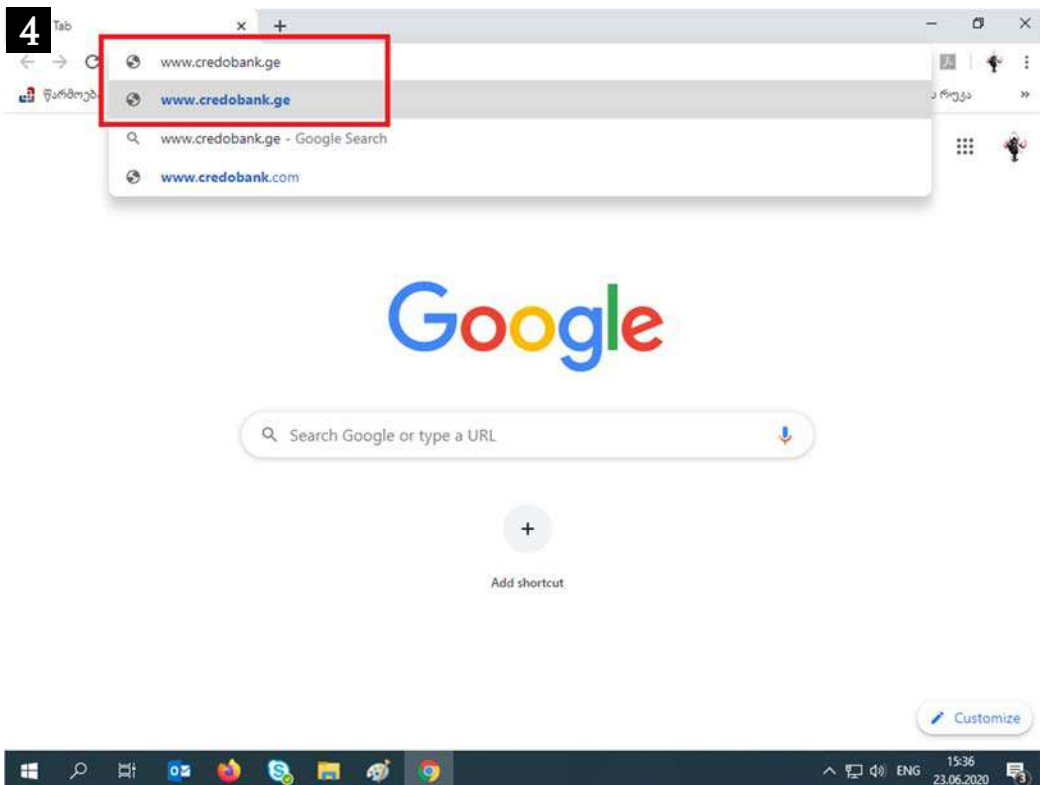 4
Tab
www.credobank.ge
www.credobank.ge
www.credobank.ge - Google Search
www.credobank.com
Google
Search Google or type a URL
Add shortcut
Customize
ENG
15:36
23.06.2020
3